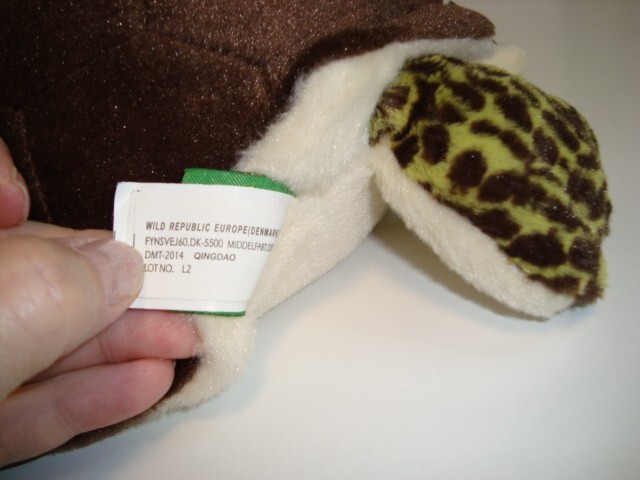 WILD REPUBLIC EUROPE(DENMARK
FYNSVEJ60,DK-5500 MIDDELFART,
DMT-2014 QINGDAO
LOT NO. L2